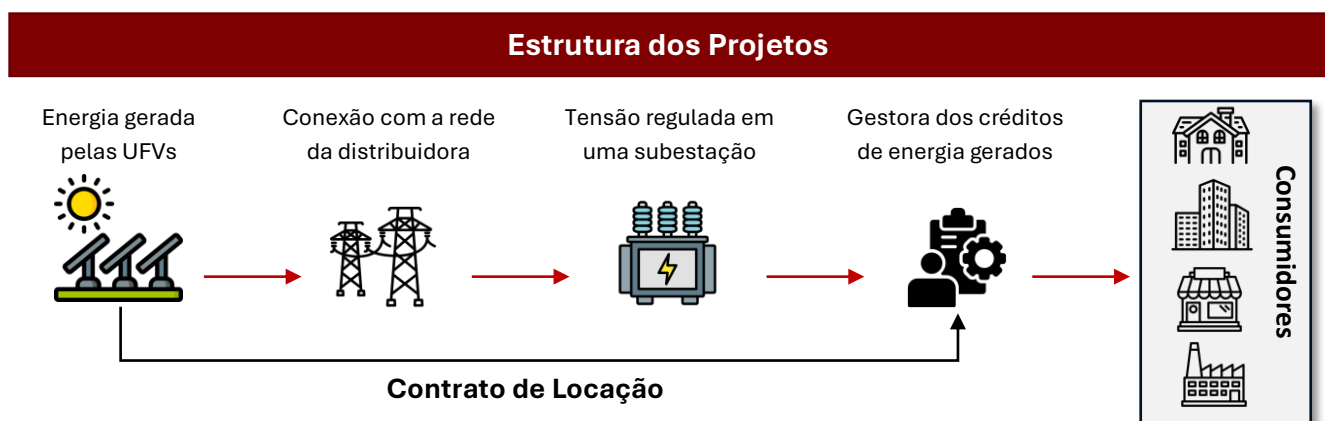 Estrutura dos Projetos
Energia gerada
pelas UFVs
Conexão com a rede
da distribuidora
Tensão regulada em
uma subestação
Gestora dos créditos
de energia gerados
Consumidores
Contrato de Locação